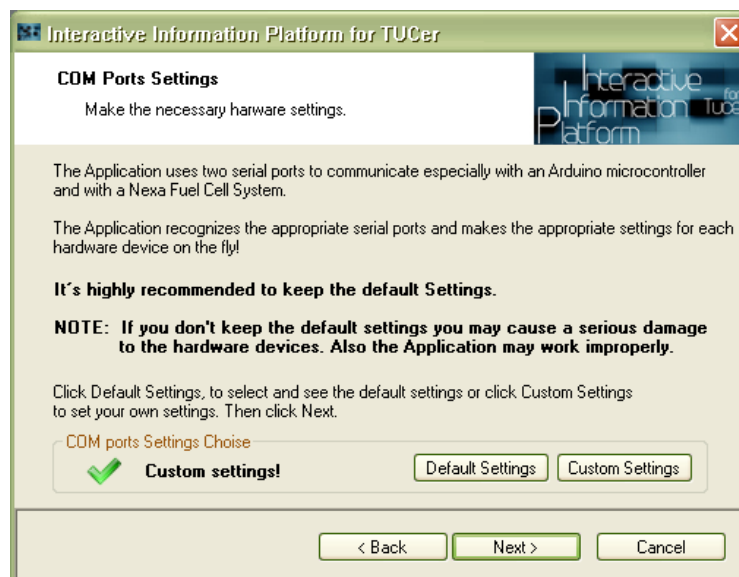 Interactive Information Platform for TUCer
COM Ports Settings
Make the necessary harware settings.
Interactive
Information
Platform
for
Tuce
The Application uses two serial ports to communicate especially with an Arduino microcontroller
and with a Nexa Fuel Cell System.
The Application recognizes the appropriate serial ports and makes the appropriate settings for each
hardware device on the fly!
It´s highly recommended to keep the default Settings.
NOTE: If you don't keep the default settings you may cause a serious damage
to the hardware devices. Also the Application may work improperly.
Click Default Settings, to select and see the default settings or click Custom Settings
to set your own settings. Then click Next.
COM ports Settings Choise
Custom settings! Default Settings Custom Settings
< Back Next > Cancel